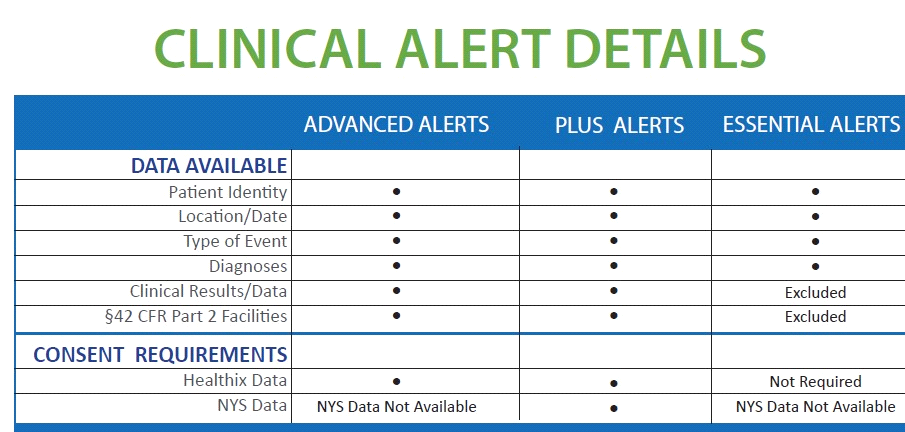 CLINICAL ALERT DETAILS
ADVANCED ALERTS PLUS ALERTS ESSENTIAL ALERTS
DATA AVAILABLE
Patient Identity • • •
Location/Date • • •
Type of Event • • •
Diagnoses • • •
Clinical Results/Data • • Excluded
§42 CFR Part 2 Facilities • • Excluded
CONSENT REQUIREMENTS
Healthix Data • • Not Required
NYS Data NYS Data Not Available • NYS Data Not Available